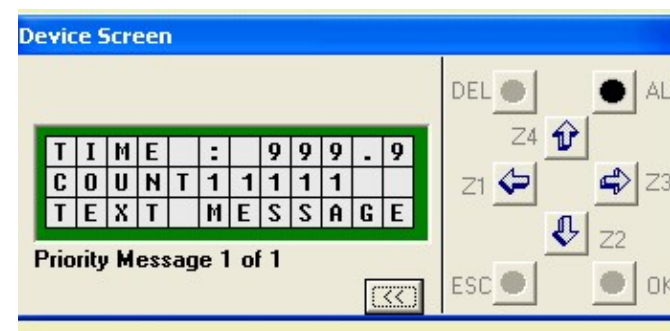 Device Screen
DEL
AL
TIME : 999.9
Z4
COUNT11111
Z1
Z3
TEXT MESSAGE
Z2
Priority Message 1 of 1
<<
ESC
OK